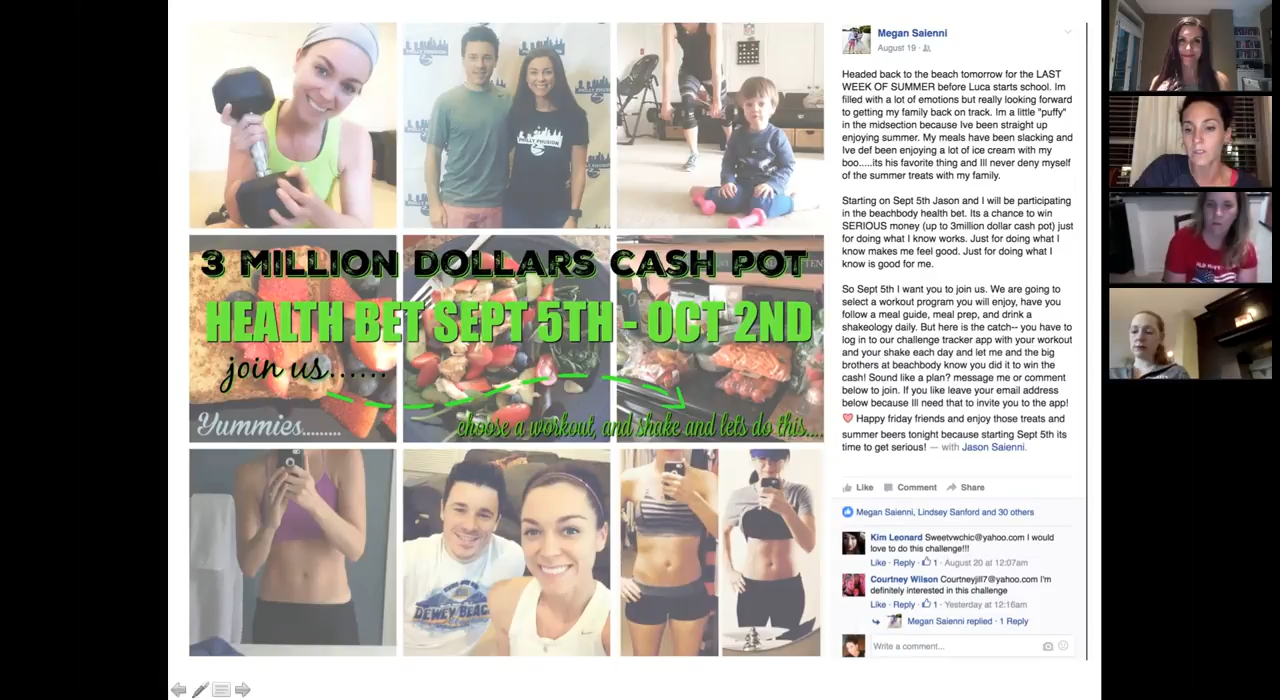 3 MILLION DOLLARS CASH POT
HEALTH BET SEPT 5TH - OCT 2ND
join us......
Yummies.........
choose a workout, and shake and lets do this....
PHILLY PHUSION
DEWEY BEAC
Megan Saienni
August 19
Headed back to the beach tomorrow for the LAST
WEEK OF SUMMER before Luca starts school. Im
filled with a lot of emotions but really looking forward
to getting my family back on track. Im a little "puffy"
in the midsection because Ive been straight up
enjoying summer. My meals have been slacking and
Ive def been enjoying a lot of ice cream with my
boo.....its his favorite thing and Ill never deny myself
of the summer treats with my family.
Starting on Sept 5th Jason and I will be participating
in the beachbody health bet. Its a chance to win
SERIOUS money (up to 3million dollar cash pot) just
for doing what I know works. Just for doing what I
know makes me feel good. Just for doing what I
know is good for me.
So Sept 5th I want you to join us. We are going to
select a workout program you will enjoy, have you
follow a meal guide, meal prep, and drink a
shakeology daily. But here is the catch-- you have to
log in to our challenge tracker app with your workout
and your shake each day and let me and the big
brothers at beachbody know you did it to win the
cash! Sound like a plan? message me or comment
below to join. If you like leave your email address
below because Ill need that to invite you to the app!
Happy friday friends and enjoy those treats and
summer beers tonight because starting Sept 5th its
time to get serious! — with Jason Saienni.
Like Comment Share
Megan Saienni, Lindsey Sanford and 30 others
Kim Leonard Sweetvwchic@yahoo.com I would
love to do this challenge!!!
Like · Reply · 1 · August 20 at 12:07am
Courtney Wilson Courtneyjill7@yahoo.com I'm
definitely interested in this challenge
Like · Reply · 1 · Yesterday at 12:16am
Megan Saienni replied · 1 Reply
Write a comment...